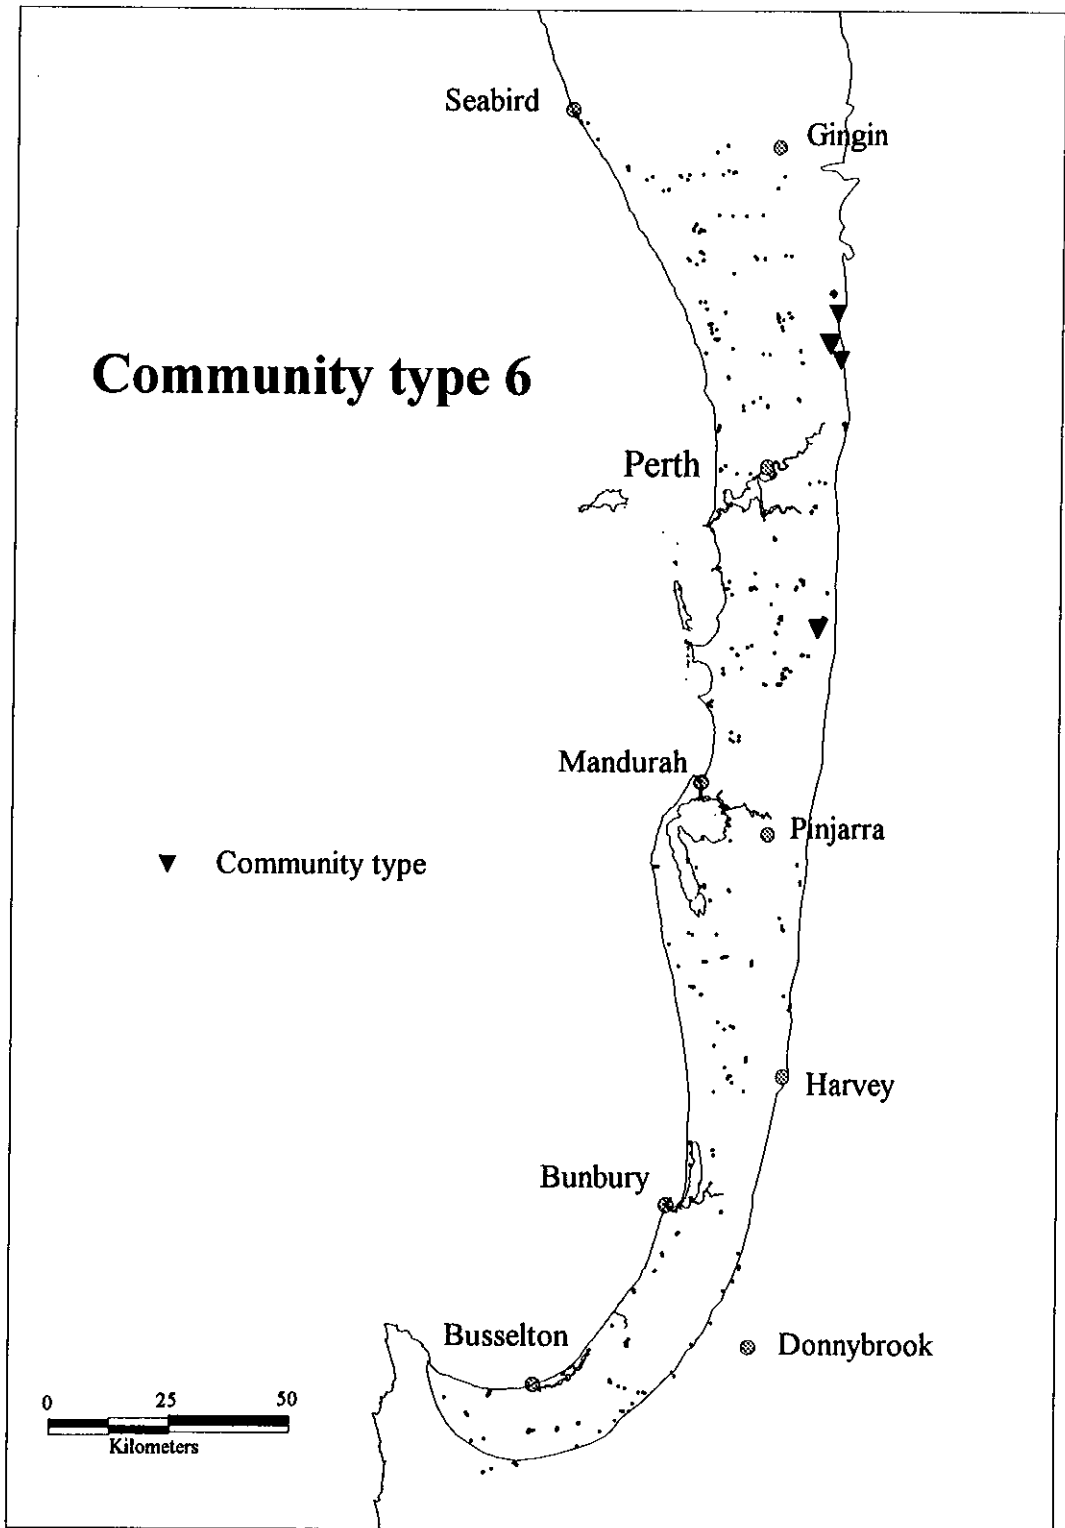 Seabird
Gingin
Community type 6
Perth
Mandurah
Pinjarra
Community type
Harvey
Bunbury
Busselton
Donnybrook
0 25 50
Kilometers